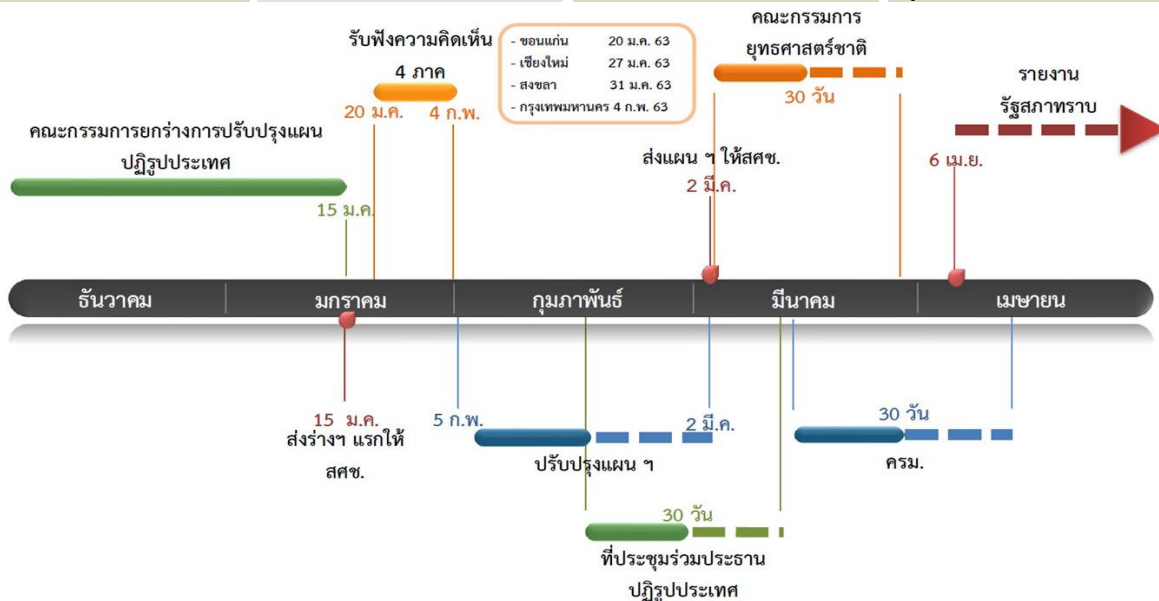 คณะกรรมการยกร่างการปรับปรุงแผน
ปฏิรูปประเทศ
15 ม.ค.
รับฟังความคิดเห็น
4 ภาค
20 ม.ค.
4 ก.พ.
- ขอนแก่น 20 ม.ค. 63
- เชียงใหม่ 27 ม.ค. 63
- สงขลา 31 ม.ค. 63
- กรุงเทพมหานคร 4 ก.พ. 63
ส่งแผน ฯ ให้สศช.
2 มี.ค.
คณะกรรมการ
ยุทธศาสตร์ชาติ
30 วัน
รายงาน
รัฐสภาทราบ
6 เม.ย.
ธันวาคม
มกราคม
กุมภาพันธ์
มีนาคม
เมษายน
15 ม.ค.
ส่งร่างฯ แรกให้
สศช.
5 ก.พ.
2 มี.ค.
ปรับปรุงแผน ฯ
30 วัน
ครม.
30 วัน
ที่ประชุมร่วมประธาน
ปฏิรูปประเทศ